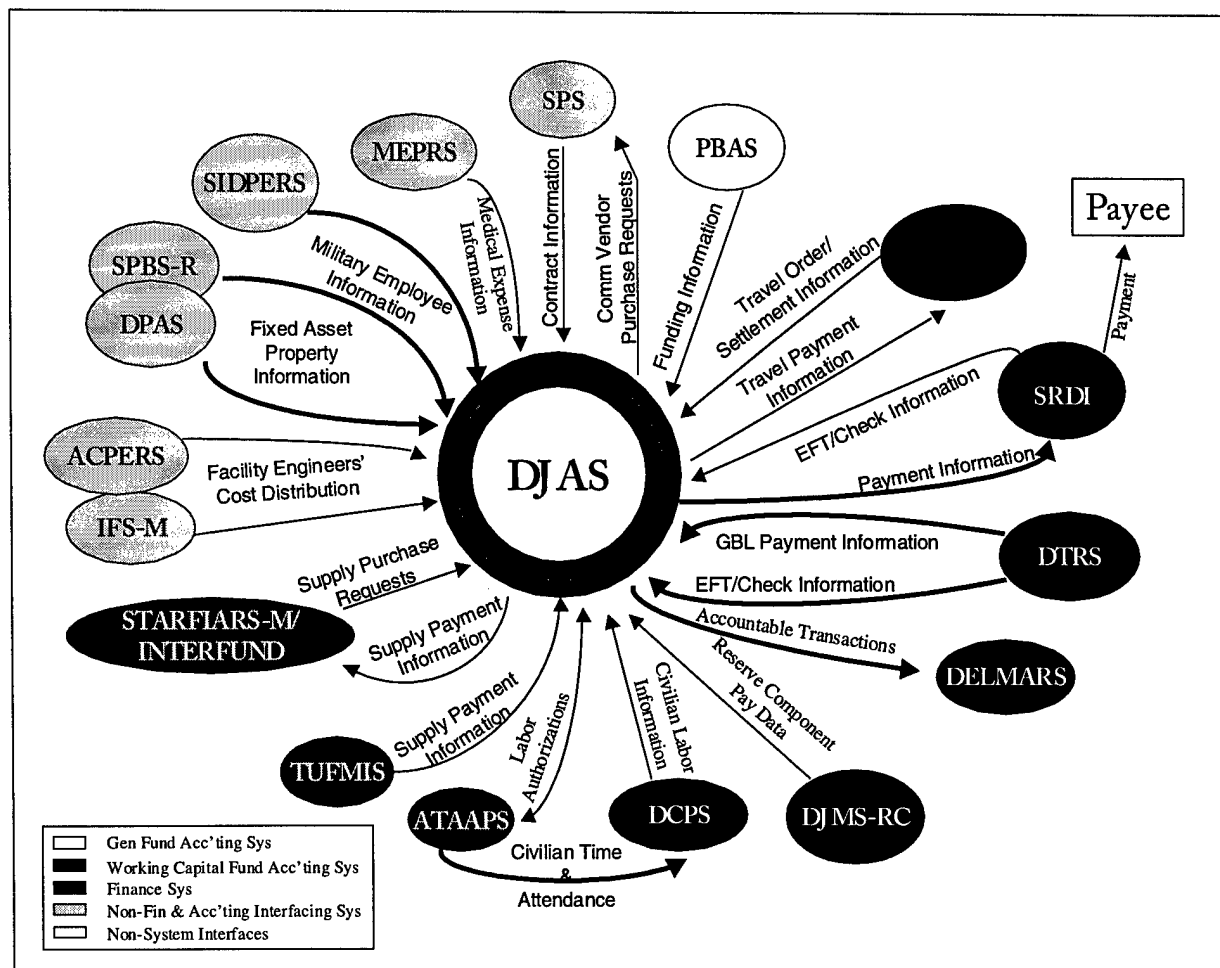 SPS
MEPRS
PBAS
SIDPERS
Payee
SPBS-R
DPAS
Military Employee
Information
Medical Expense
Information
Contract Information
Comm Vendor
Purchase Requests
Funding Information
Travel Order/
Settlement Information
Travel Payment
Information
Payment
Fixed Asset
Property
Information
SRDI
EFT/Check Information
Payment Information
ACPERS
IFS-M
Facility Engineers'
Cost Distribution
DJAS
GBL Payment Information
DTRS
EFT/Check Information
Supply Purchase
Requests
STARFIARS-M/
INTERFUND
Supply Payment
Information
Accountable Transactions
DELMARS
Reserve Component
Pay Data
Civilian Labor
Information
Labor
Authorizations
Supply Payment
Information
TUFMIS
ATAAPS
DCPS
DJMS-RC
Civilian Time
&
Attendance
Gen Fund Acc'ting Sys
Working Capital Fund Acc'ting Sys
Finance Sys
Non-Fin & Acc'ting Interfacing Sys
Non-System Interfaces